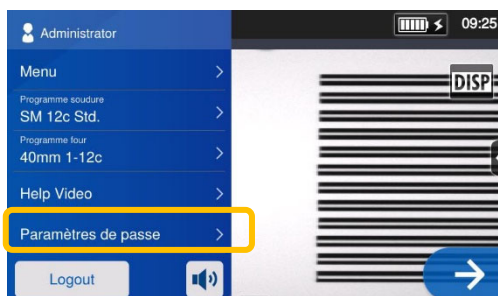 Administrator
09:25
Menu
DISP
Programme soudure
SM 12c Std.
Programme four
40mm 1-12c
Help Video
Paramètres de passe
Logout